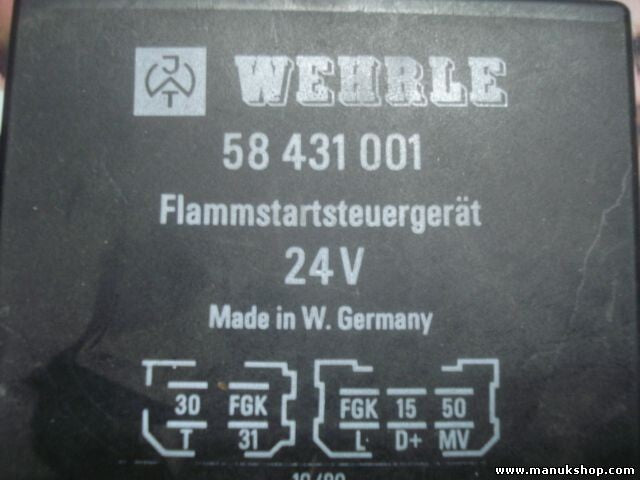 JWT WEHRLE
58 431 001
Flammstartsteuergerät
24V
Made in W. Germany
30 FGK FGK 15 50
T 31 L D+ MV
www.manukshop.com